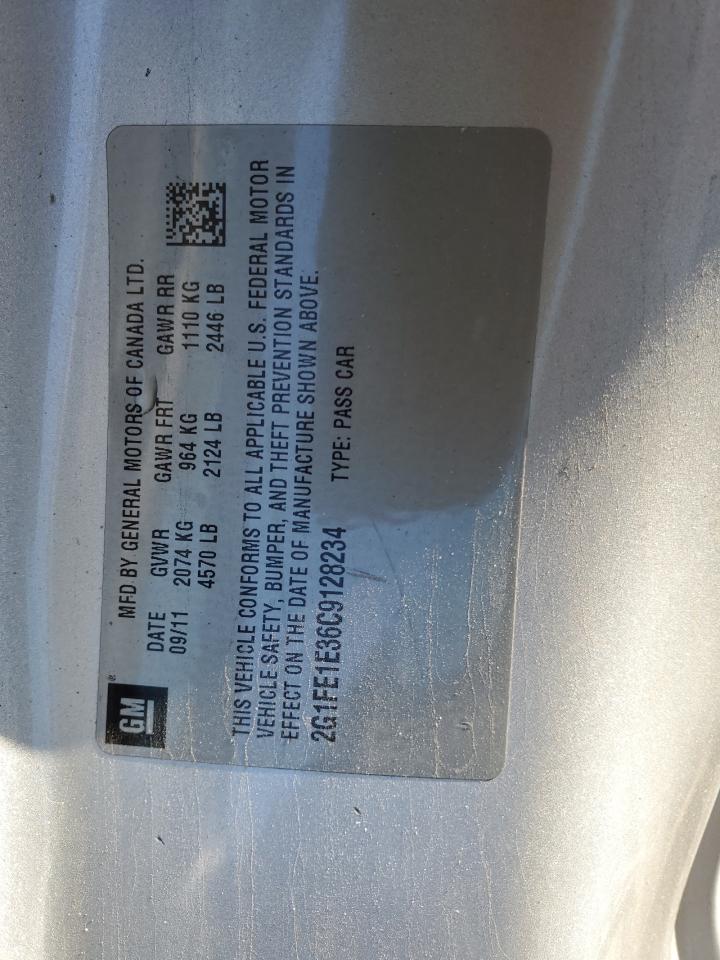 GM®
MFD BY GENERAL MOTORS OF CANADA LTD.
DATE GVWR GAWR FRT GAWR RR
09/11 2074 KG 964 KG 1110 KG
4570 LB 2124 LB 2446 LB
THIS VEHICLE CONFORMS TO ALL APPLICABLE U.S. FEDERAL MOTOR
VEHICLE SAFETY, BUMPER, AND THEFT PREVENTION STANDARDS IN
EFFECT ON THE DATE OF MANUFACTURE SHOWN ABOVE.
2G1FE1E36C9128234 TYPE: PASS CAR